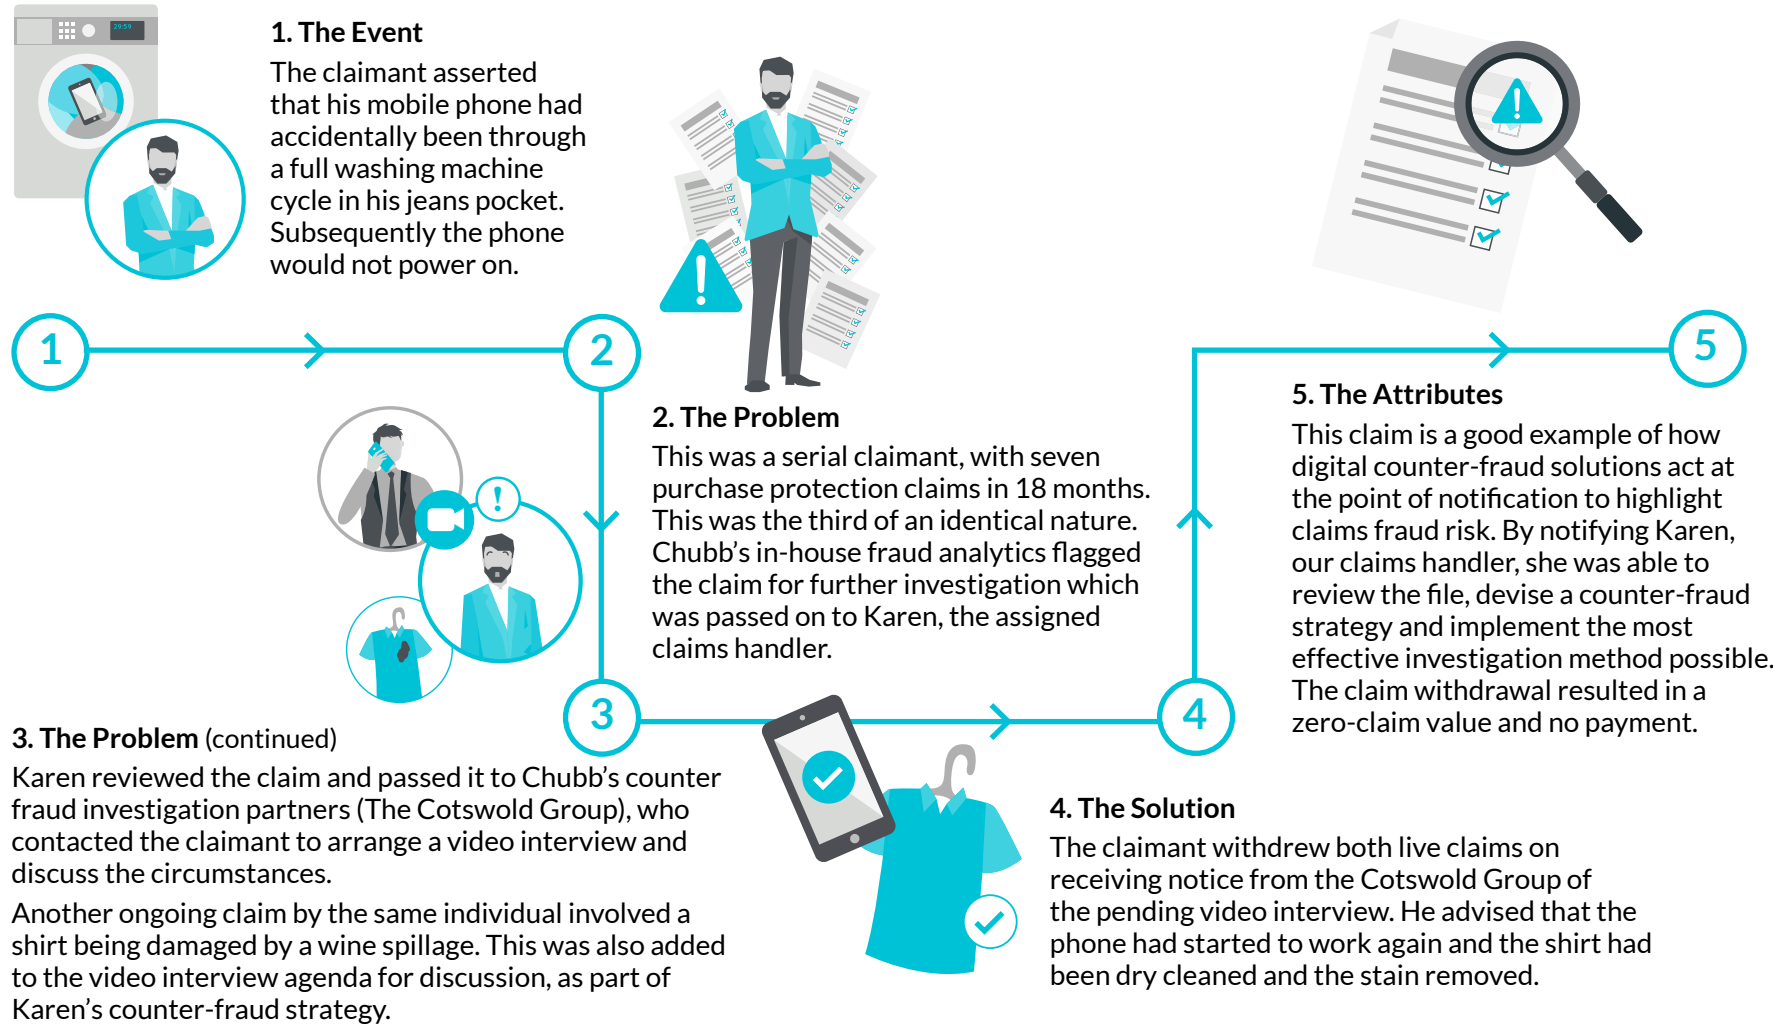 29:59
1. The Event
The claimant asserted
that his mobile phone had
accidentally been through
a full washing machine
cycle in his jeans pocket.
Subsequently the phone
would not power on.
1
2
2. The Problem
This was a serial claimant, with seven
purchase protection claims in 18 months.
This was the third of an identical nature.
Chubb’s in-house fraud analytics flagged
the claim for further investigation which
was passed on to Karen, the assigned
claims handler.
3
3. The Problem (continued)
Karen reviewed the claim and passed it to Chubb’s counter
fraud investigation partners (The Cotswold Group), who
contacted the claimant to arrange a video interview and
discuss the circumstances.
Another ongoing claim by the same individual involved a
shirt being damaged by a wine spillage. This was also added
to the video interview agenda for discussion, as part of
Karen’s counter-fraud strategy.
4
4. The Solution
The claimant withdrew both live claims on
receiving notice from the Cotswold Group of
the pending video interview. He advised that the
phone had started to work again and the shirt had
been dry cleaned and the stain removed.
5
5. The Attributes
This claim is a good example of how
digital counter-fraud solutions act at
the point of notification to highlight
claims fraud risk. By notifying Karen,
our claims handler, she was able to
review the file, devise a counter-fraud
strategy and implement the most
effective investigation method possible.
The claim withdrawal resulted in a
zero-claim value and no payment.